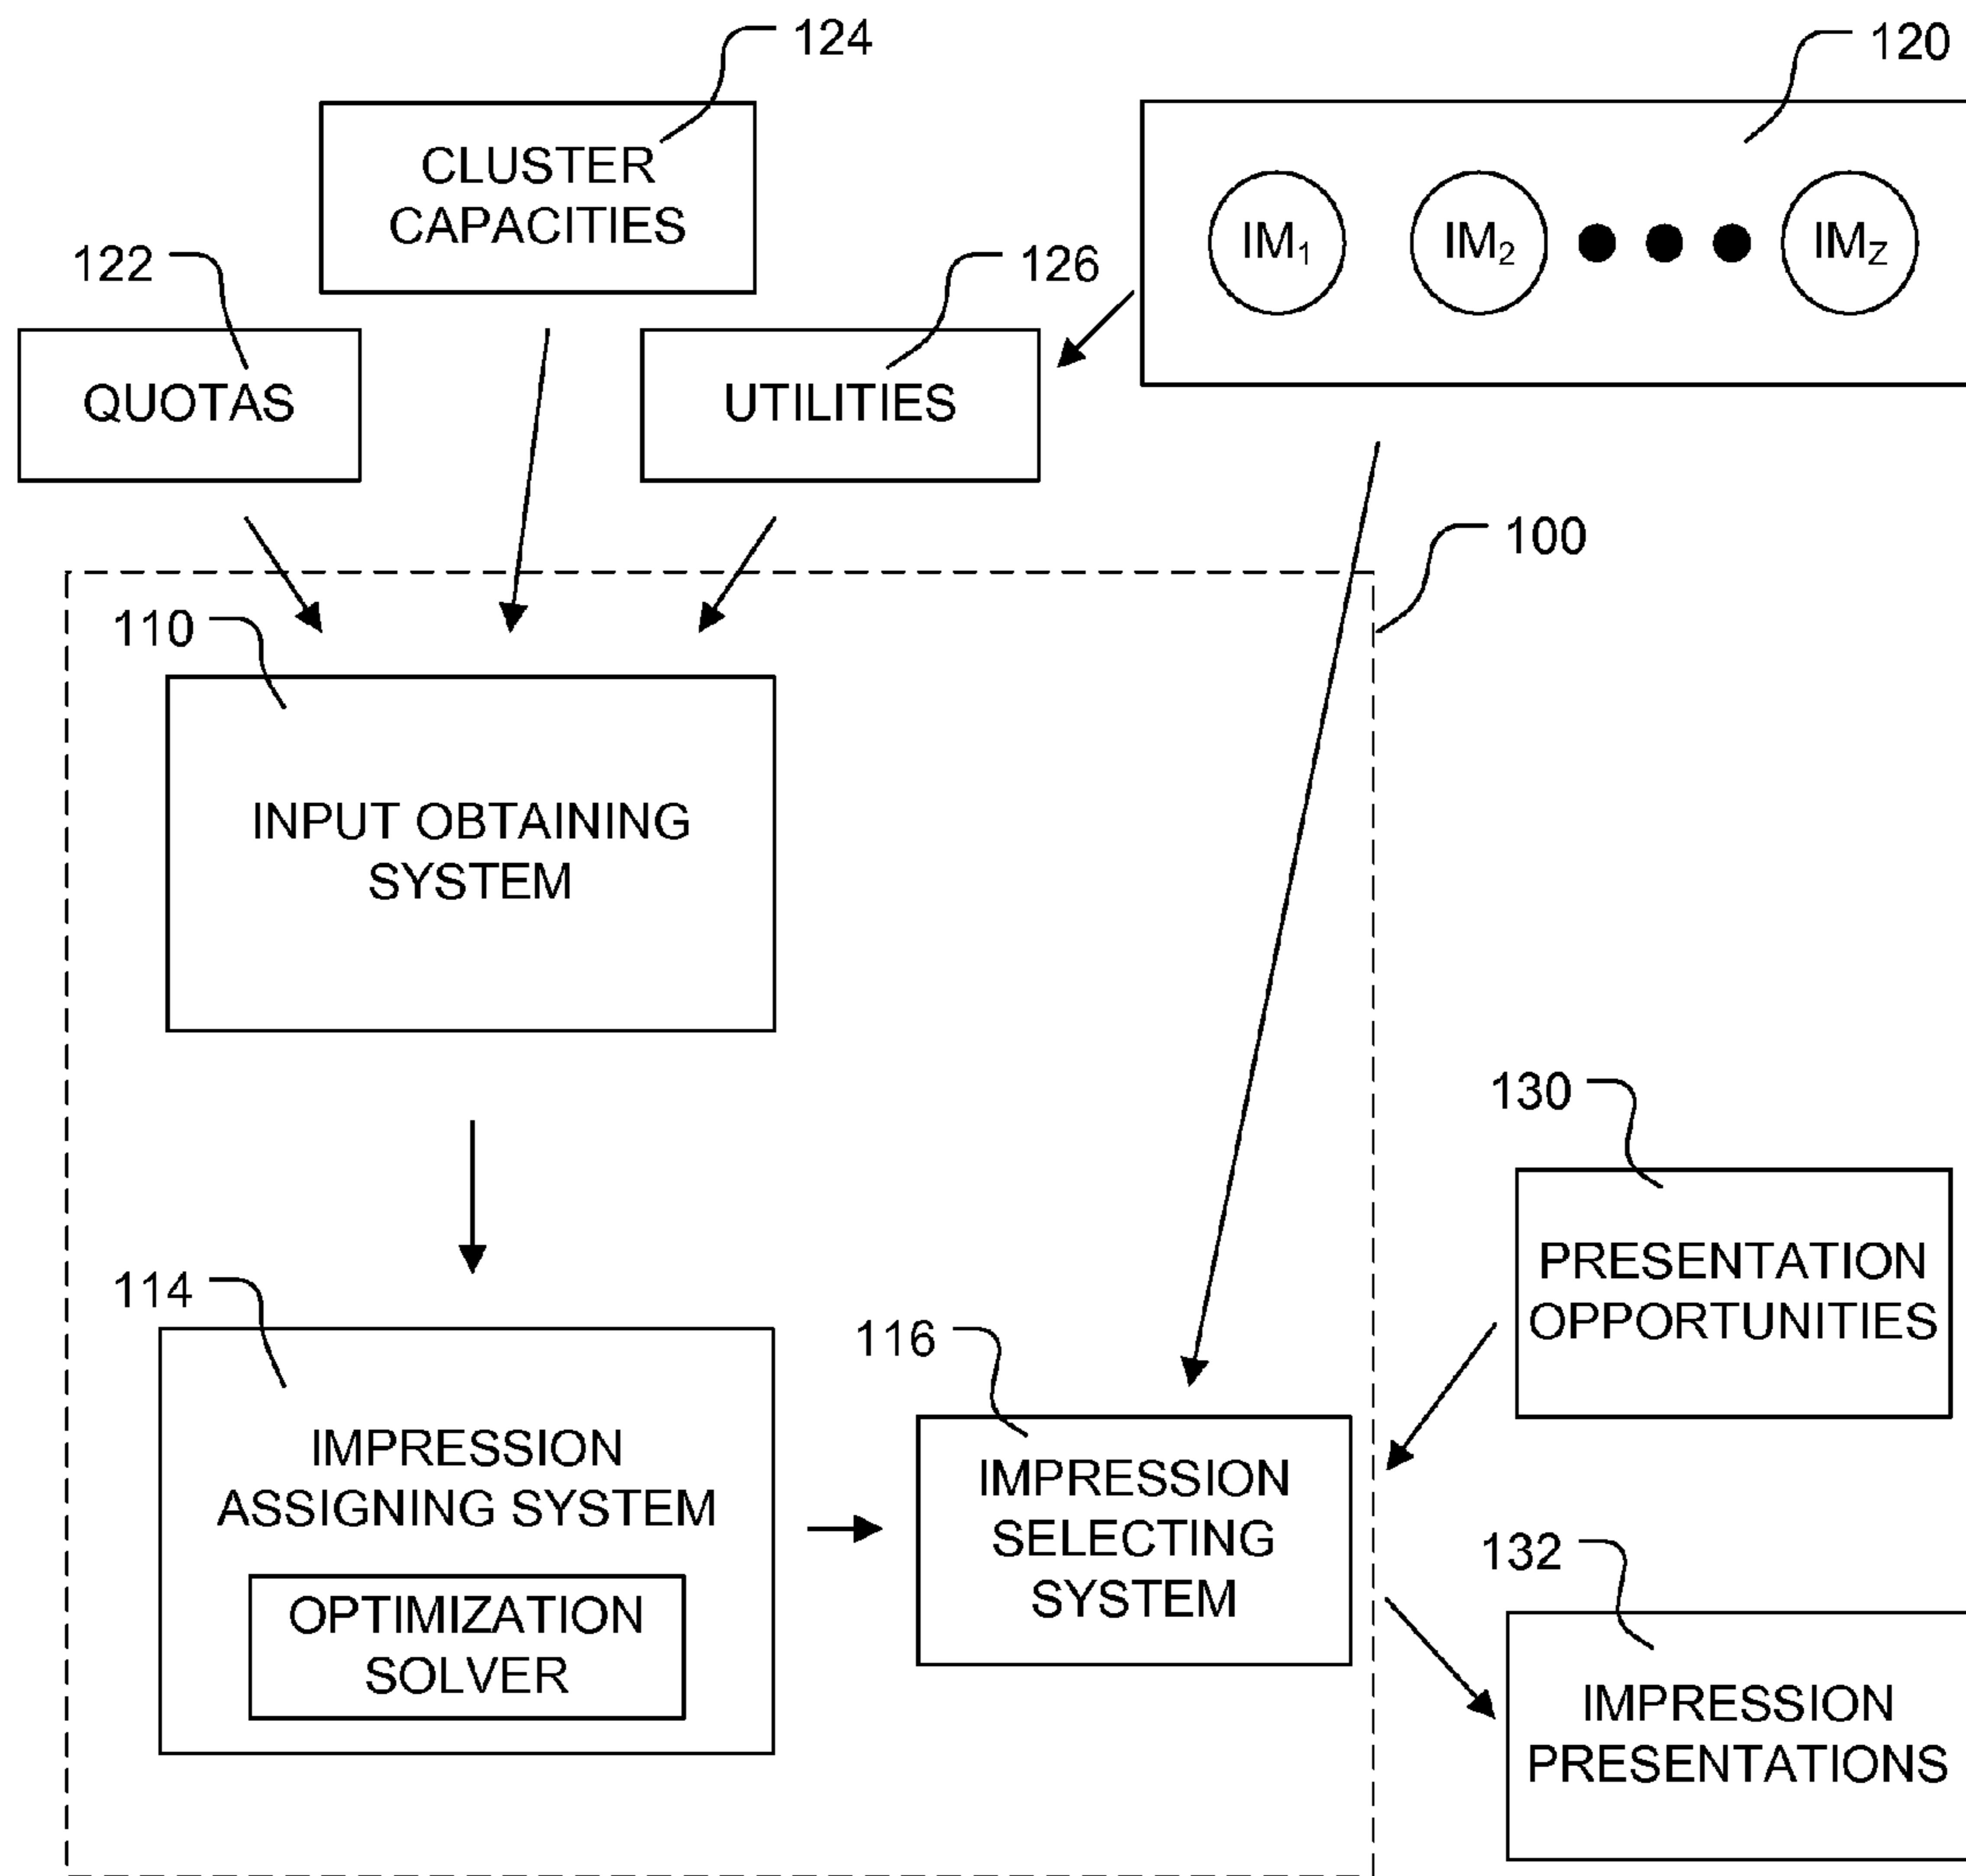 124
120
CLUSTER
CAPACITIES
IM₁ IM₂ IM_Z
122
126
QUOTAS
UTILITIES
100
110
INPUT OBTAINING
SYSTEM
130
PRESENTATION
OPPORTUNITIES
114
116
IMPRESSION
ASSIGNING SYSTEM
OPTIMIZATION
SOLVER
IMPRESSION
SELECTING
SYSTEM
132
IMPRESSION
PRESENTATIONS